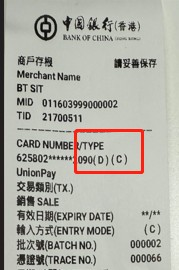 中國銀行(香港)
BANK OF CHINA (HONG KONG)
商戶存根 請妥善保存
Merchant Name
BT SIT
MID 011603999000002
TID 21700511
CARD NUMBER/TYPE
625802******2090(D)(C)
UnionPay
交易類別(TX.)
銷售 SALE
有效日期(EXPIRY DATE) **/**
輸入方式(ENTRY MODE) (C)
批次號(BATCH NO.) 000002
憑證號(TRACE NO.) 000166